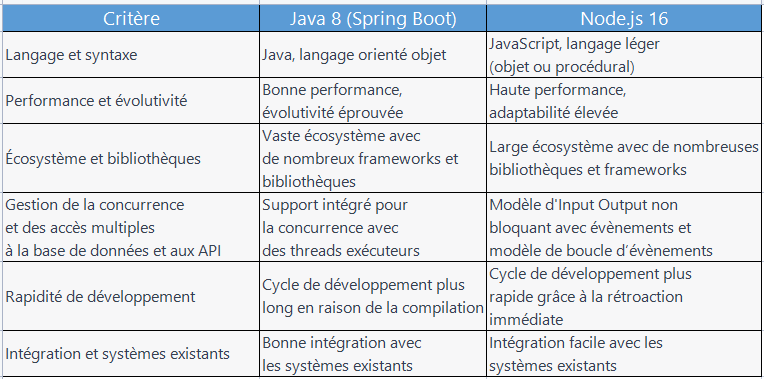 Critère
Java 8 (Spring Boot)
Node.js 16
Langage et syntaxe
Java, langage orienté objet
JavaScript, langage léger
(objet ou procédural)
Performance et évolutivité
Bonne performance,
évolutivité éprouvée
Haute performance,
adaptabilité élevée
Écosystème et bibliothèques
Vaste écosystème avec
de nombreux frameworks et
bibliothèques
Large écosystème avec de nombreuses
bibliothèques et frameworks
Gestion de la concurrence
et des accès multiples
à la base de données et aux API
Support intégré pour
la concurrence avec
des threads exécuteurs
Modèle d'Input Output non
bloquant avec évènements et
modèle de boucle d’évènements
Rapidité de développement
Cycle de développement plus
long en raison de la compilation
Cycle de développement plus
rapide grâce à la rétroaction
immédiate
Intégration et systèmes existants
Bonne intégration avec
les systèmes existants
Intégration facile avec les
systèmes existants